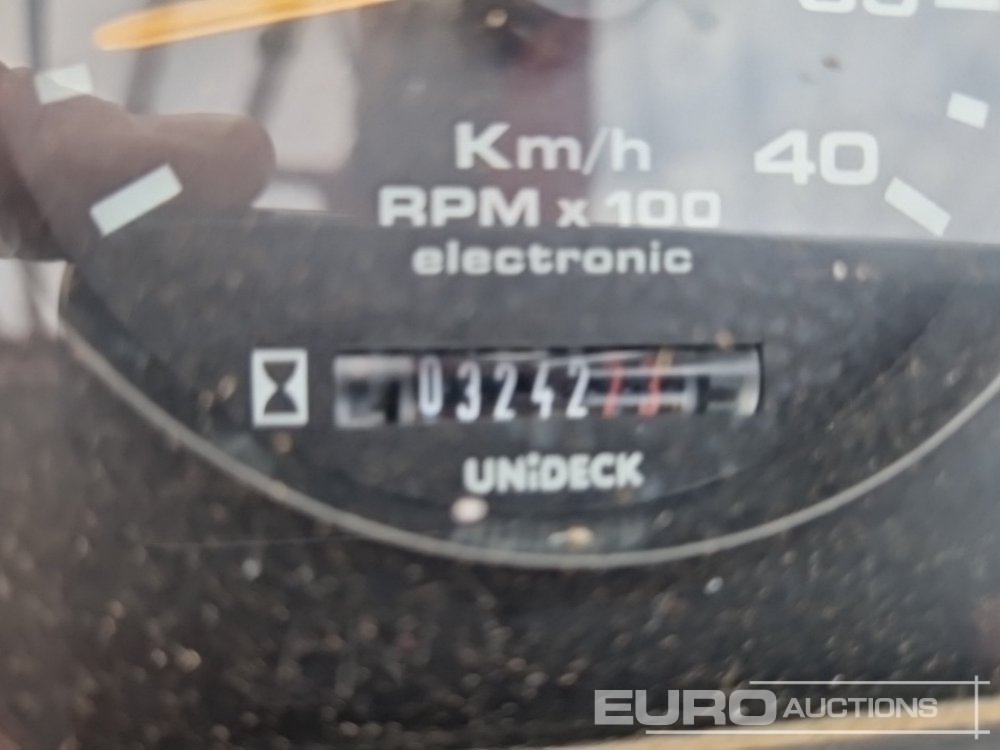 Km/h
40
RPM x 100
electronic
03242
UNiDECK
EURO AUCTIONS